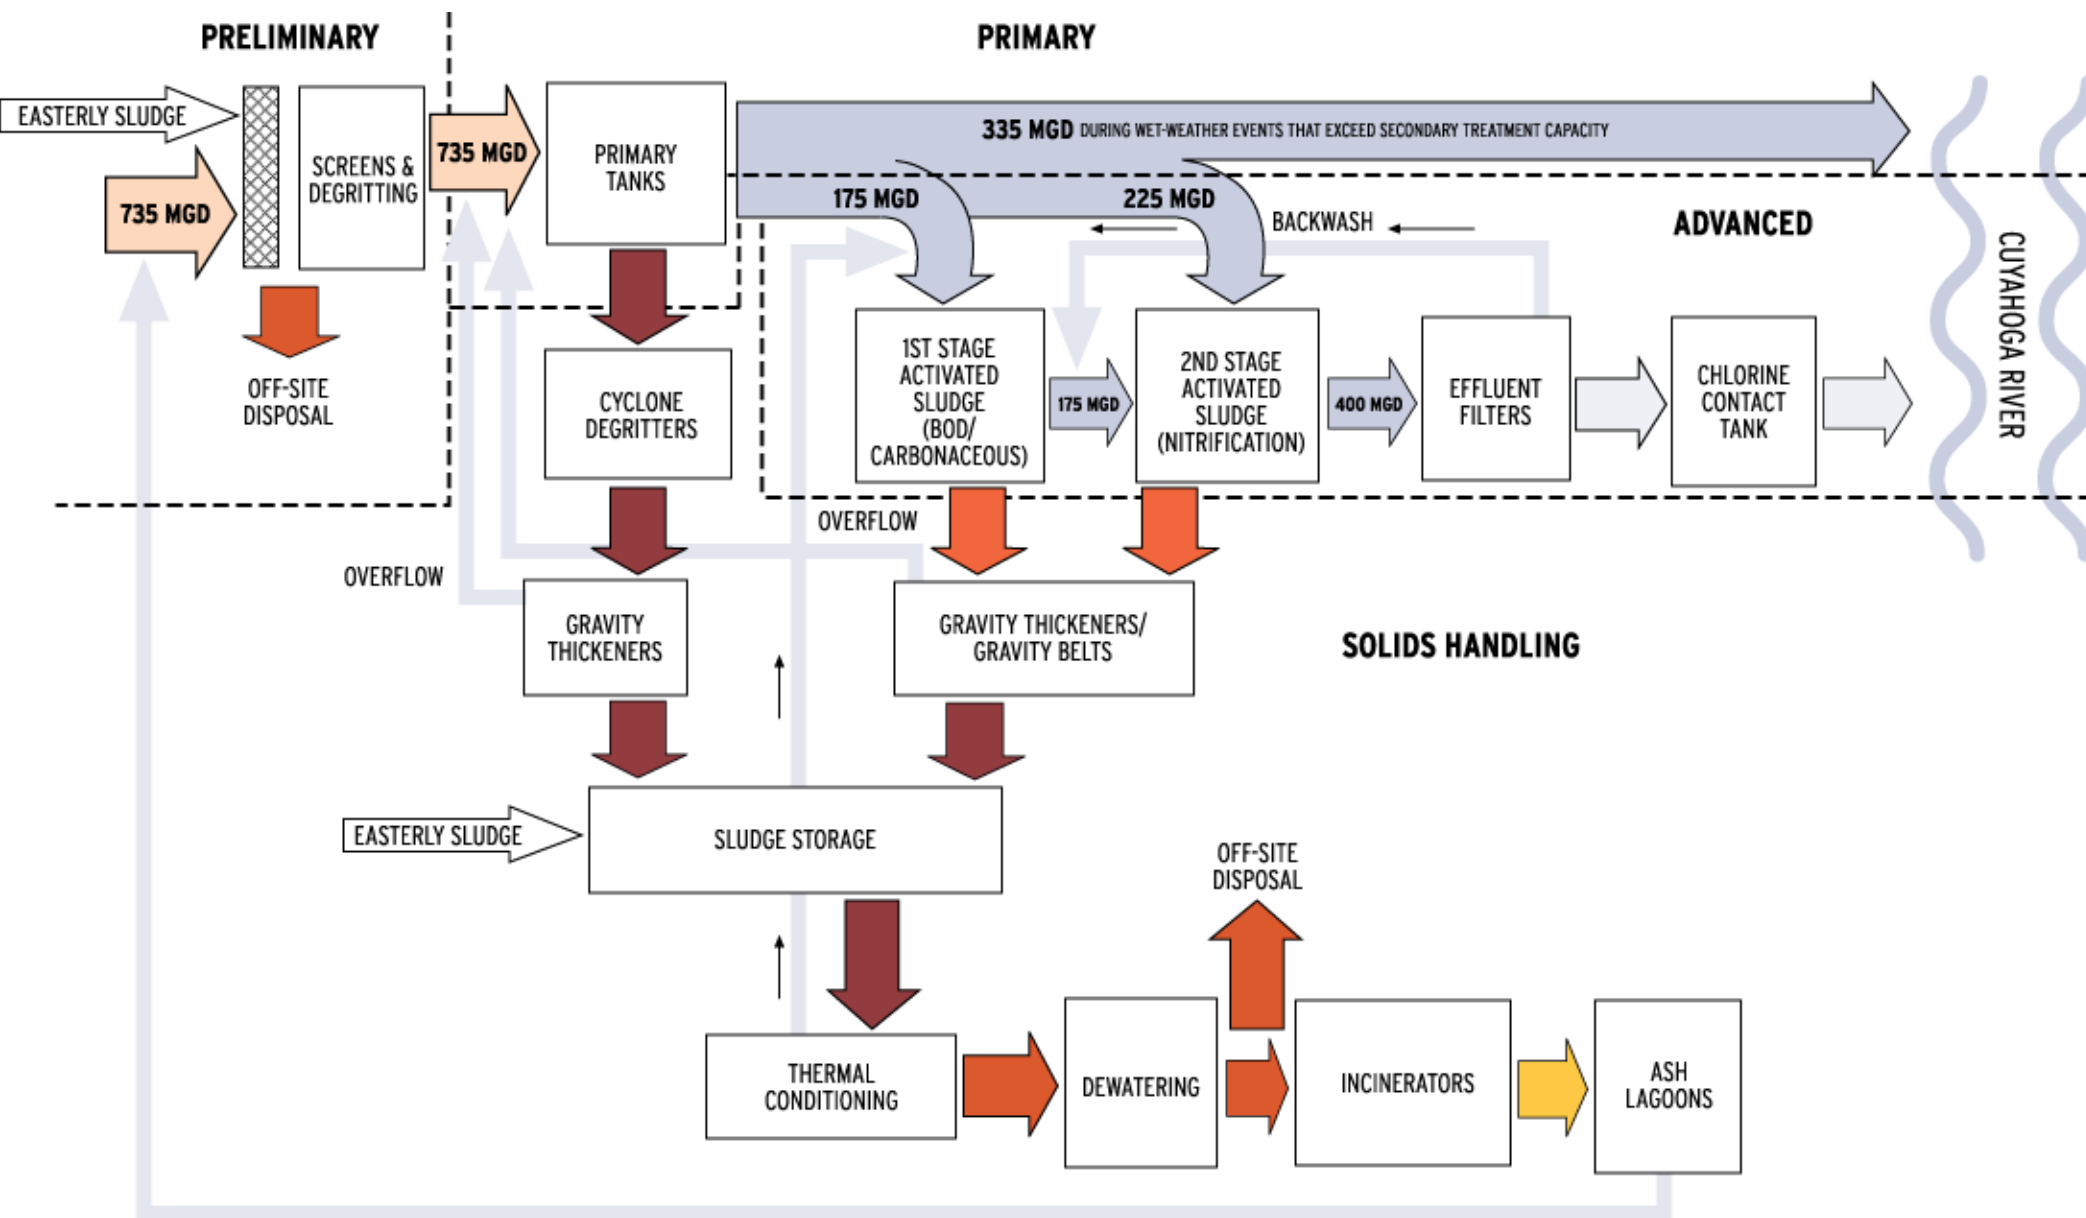 PRELIMINARY
PRIMARY
EASTERLY SLUDGE
735 MGD
SCREENS &
DEGRITTING
735 MGD
PRIMARY
TANKS
335 MGD DURING WET-WEATHER EVENTS THAT EXCEED SECONDARY TREATMENT CAPACITY
175 MGD
225 MGD
BACKWASH
ADVANCED
CUYAHOGA RIVER
OFF-SITE
DISPOSAL
CYCLONE
DEGRITTERS
1ST STAGE
ACTIVATED
SLUDGE
(BOD/
CARBONACEOUS)
175 MGD
2ND STAGE
ACTIVATED
SLUDGE
(NITRIFICATION)
400 MGD
EFFLUENT
FILTERS
CHLORINE
CONTACT
TANK
OVERFLOW
OVERFLOW
GRAVITY
THICKENERS
GRAVITY THICKENERS/
GRAVITY BELTS
SOLIDS HANDLING
EASTERLY SLUDGE
SLUDGE STORAGE
OFF-SITE
DISPOSAL
THERMAL
CONDITIONING
DEWATERING
INCINERATORS
ASH
LAGOONS